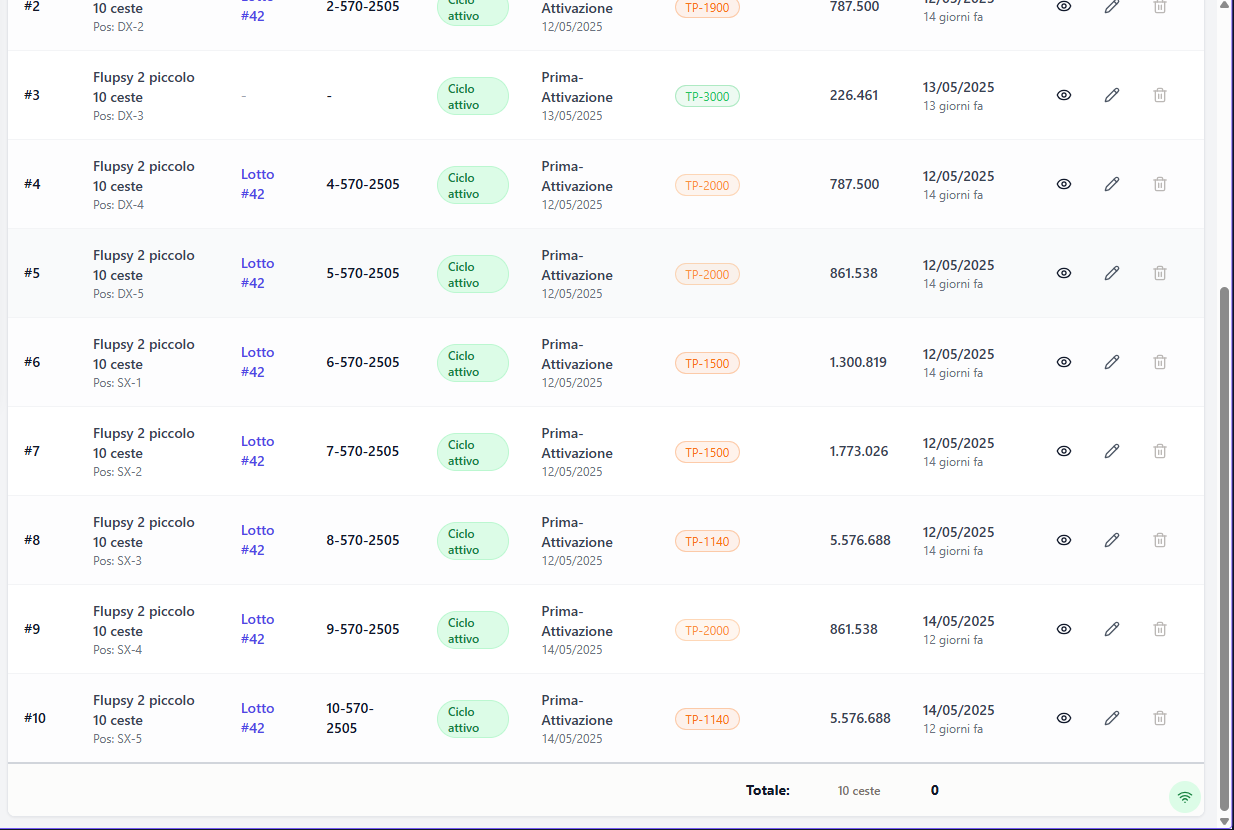 #2
10 ceste
Pos: DX-2
Lotto
#42
2-570-2505
Ciclo
attivo
Attivazione
12/05/2025
TP-1900
787.500
12/05/2025
14 giorni fa
#3
Flupsy 2 piccolo
10 ceste
Pos: DX-3
-
-
Ciclo
attivo
Prima-
Attivazione
13/05/2025
TP-3000
226.461
13/05/2025
13 giorni fa
#4
Flupsy 2 piccolo
10 ceste
Pos: DX-4
Lotto
#42
4-570-2505
Ciclo
attivo
Prima-
Attivazione
12/05/2025
TP-2000
787.500
12/05/2025
14 giorni fa
#5
Flupsy 2 piccolo
10 ceste
Pos: DX-5
Lotto
#42
5-570-2505
Ciclo
attivo
Prima-
Attivazione
12/05/2025
TP-2000
861.538
12/05/2025
14 giorni fa
#6
Flupsy 2 piccolo
10 ceste
Pos: SX-1
Lotto
#42
6-570-2505
Ciclo
attivo
Prima-
Attivazione
12/05/2025
TP-1500
1.300.819
12/05/2025
14 giorni fa
#7
Flupsy 2 piccolo
10 ceste
Pos: SX-2
Lotto
#42
7-570-2505
Ciclo
attivo
Prima-
Attivazione
12/05/2025
TP-1500
1.773.026
12/05/2025
14 giorni fa
#8
Flupsy 2 piccolo
10 ceste
Pos: SX-3
Lotto
#42
8-570-2505
Ciclo
attivo
Prima-
Attivazione
12/05/2025
TP-1140
5.576.688
12/05/2025
14 giorni fa
#9
Flupsy 2 piccolo
10 ceste
Pos: SX-4
Lotto
#42
9-570-2505
Ciclo
attivo
Prima-
Attivazione
14/05/2025
TP-2000
861.538
14/05/2025
12 giorni fa
#10
Flupsy 2 piccolo
10 ceste
Pos: SX-5
Lotto
#42
10-570-
2505
Ciclo
attivo
Prima-
Attivazione
14/05/2025
TP-1140
5.576.688
14/05/2025
12 giorni fa
Totale:
10 ceste
0